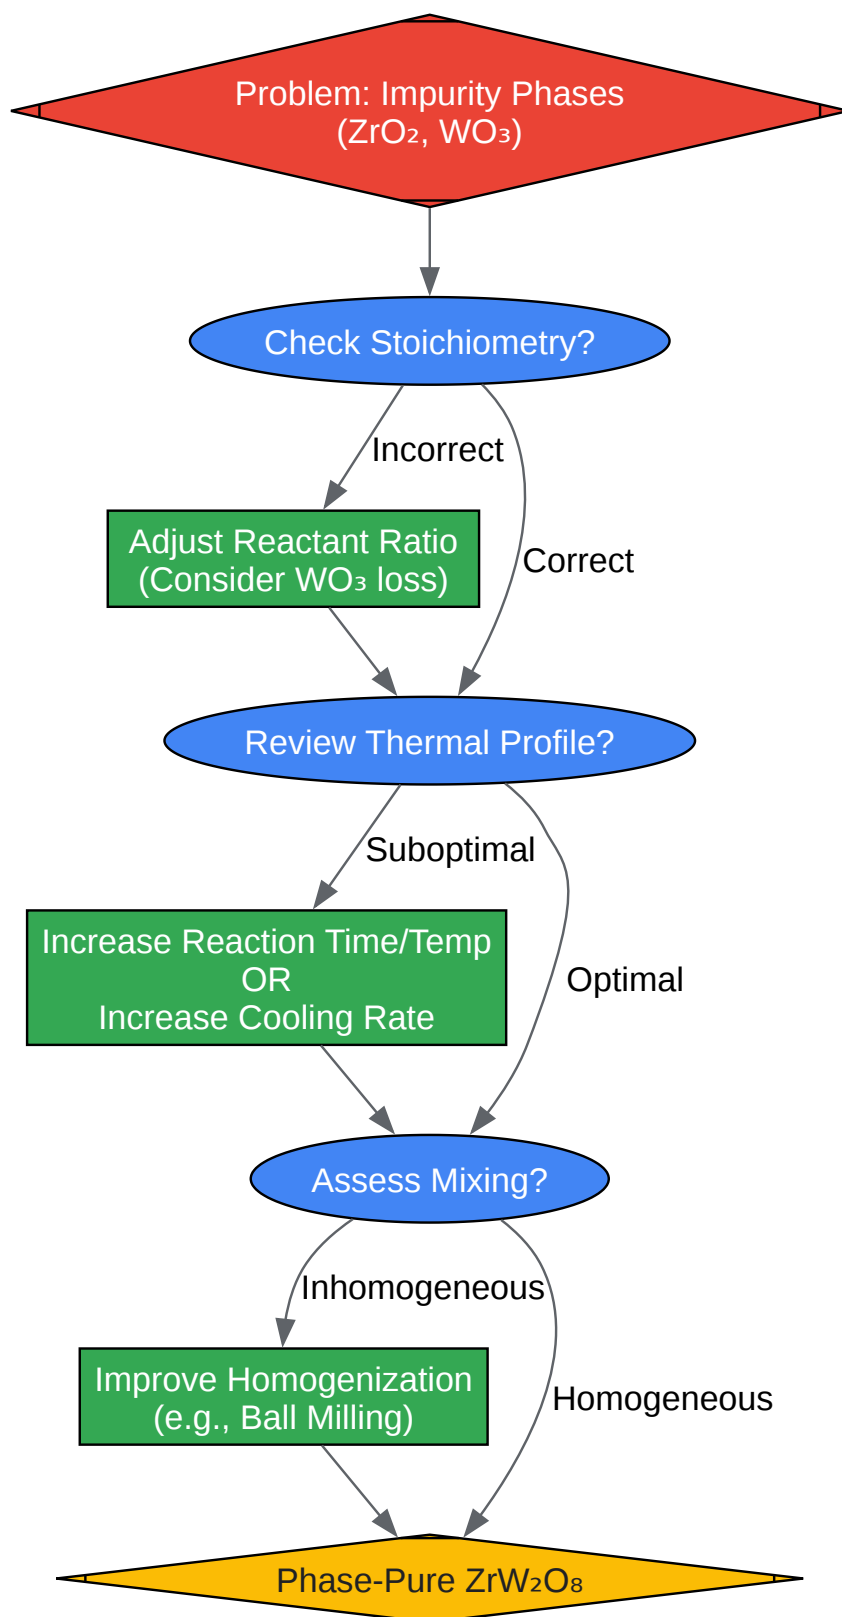 Problem: Impurity Phases
(ZrO₂, WO₃)
Check Stoichiometry?
Incorrect
Adjust Reactant Ratio
(Consider WO₃ loss)
Correct
Review Thermal Profile?
Suboptimal
Increase Reaction Time/Temp
OR
Increase Cooling Rate
Optimal
Assess Mixing?
Inhomogeneous
Improve Homogenization
(e.g., Ball Milling)
Homogeneous
Phase-Pure ZrW₂O₈